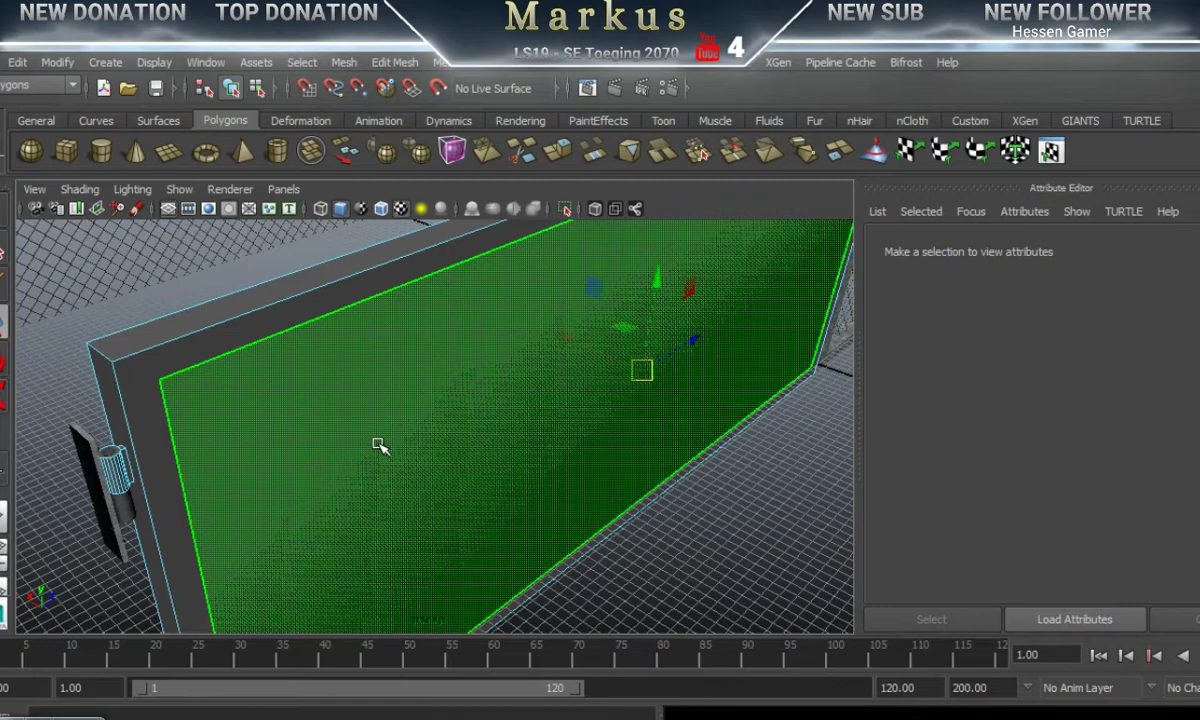 NEW DONATION TOP DONATION Markus NEW SUB NEW FOLLOWER
Hessen Gamer
LS19 - SE Toeging 2070 You Tube 4
Edit Modify Create Display Window Assets Select Mesh Edit Mesh XGen Pipeline Cache Bifrost Help
No Live Surface
General Curves Surfaces Polygons Deformation Animation Dynamics Rendering PaintEffects Toon Muscle Fluids Fur nHair nCloth Custom XGen GIANTS TURTLE
View Shading Lighting Show Renderer Panels
Attribute Editor
List Selected Focus Attributes Show TURTLE Help
Make a selection to view attributes
Select Load Attributes
5 10 15 20 25 30 35 40 45 50 55 60 65 70 75 80 85 90 95 100 105 110 115 12
1.00
1.00 1 120 120.00 200.00 No Anim Layer